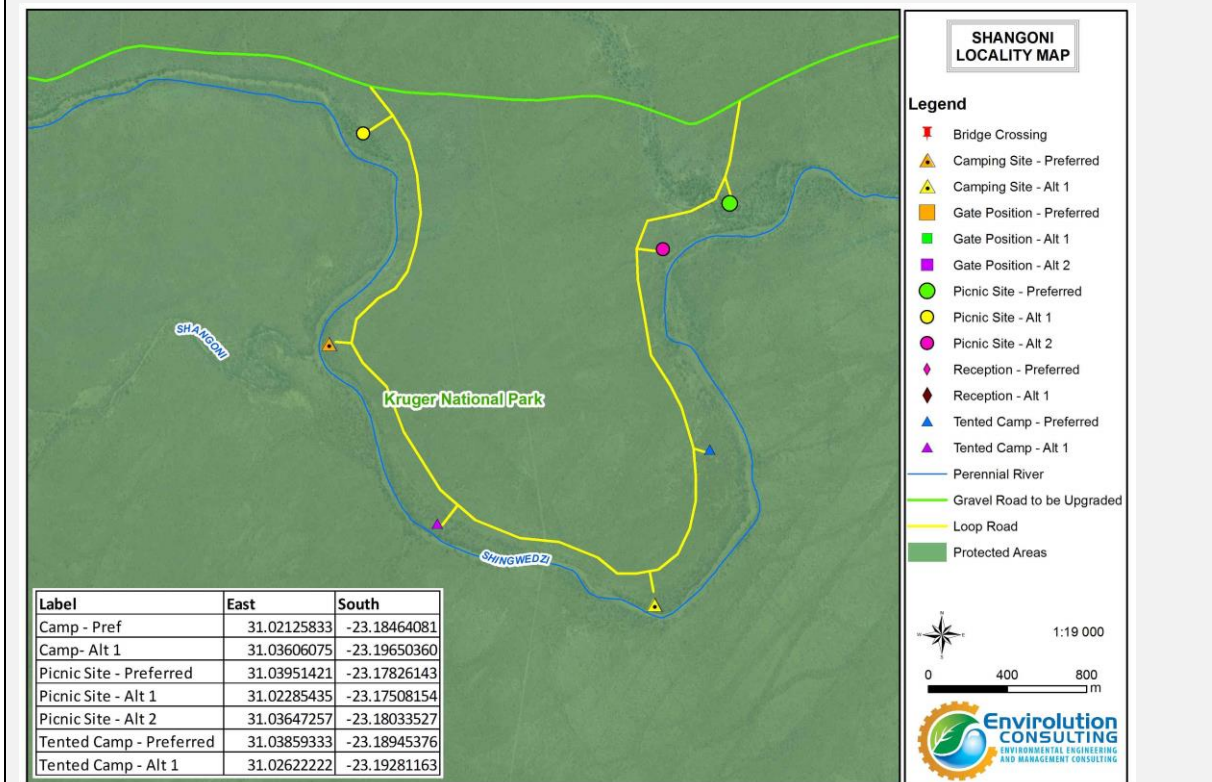 SHANGONI
LOCALITY MAP
Legend
Bridge Crossing
Camping Site - Preferred
Camping Site - Alt 1
Gate Position - Preferred
Gate Position - Alt 1
Gate Position - Alt 2
Picnic Site - Preferred
Picnic Site - Alt 1
Picnic Site - Alt 2
Reception - Preferred
Reception - Alt 1
Tented Camp - Preferred
Tented Camp - Alt 1
Perennial River
Gravel Road to be Upgraded
Loop Road
Protected Areas
N
W E
S
1:19 000
0 400 800
m
Envirolution
CONSULTING
ENVIRONMENTAL ENGINEERING
AND MANAGEMENT CONSULTING
SHANGONI
Kruger National Park
SHINGWEDZI
Label East South
Camp - Pref 31.02125833 -23.18464081
Camp- Alt 1 31.03606075 -23.19650360
Picnic Site - Preferred 31.03951421 -23.17826143
Picnic Site - Alt 1 31.02285435 -23.17508154
Picnic Site - Alt 2 31.03647257 -23.18033527
Tented Camp - Preferred 31.03859333 -23.18945376
Tented Camp - Alt 1 31.02622222 -23.19281163